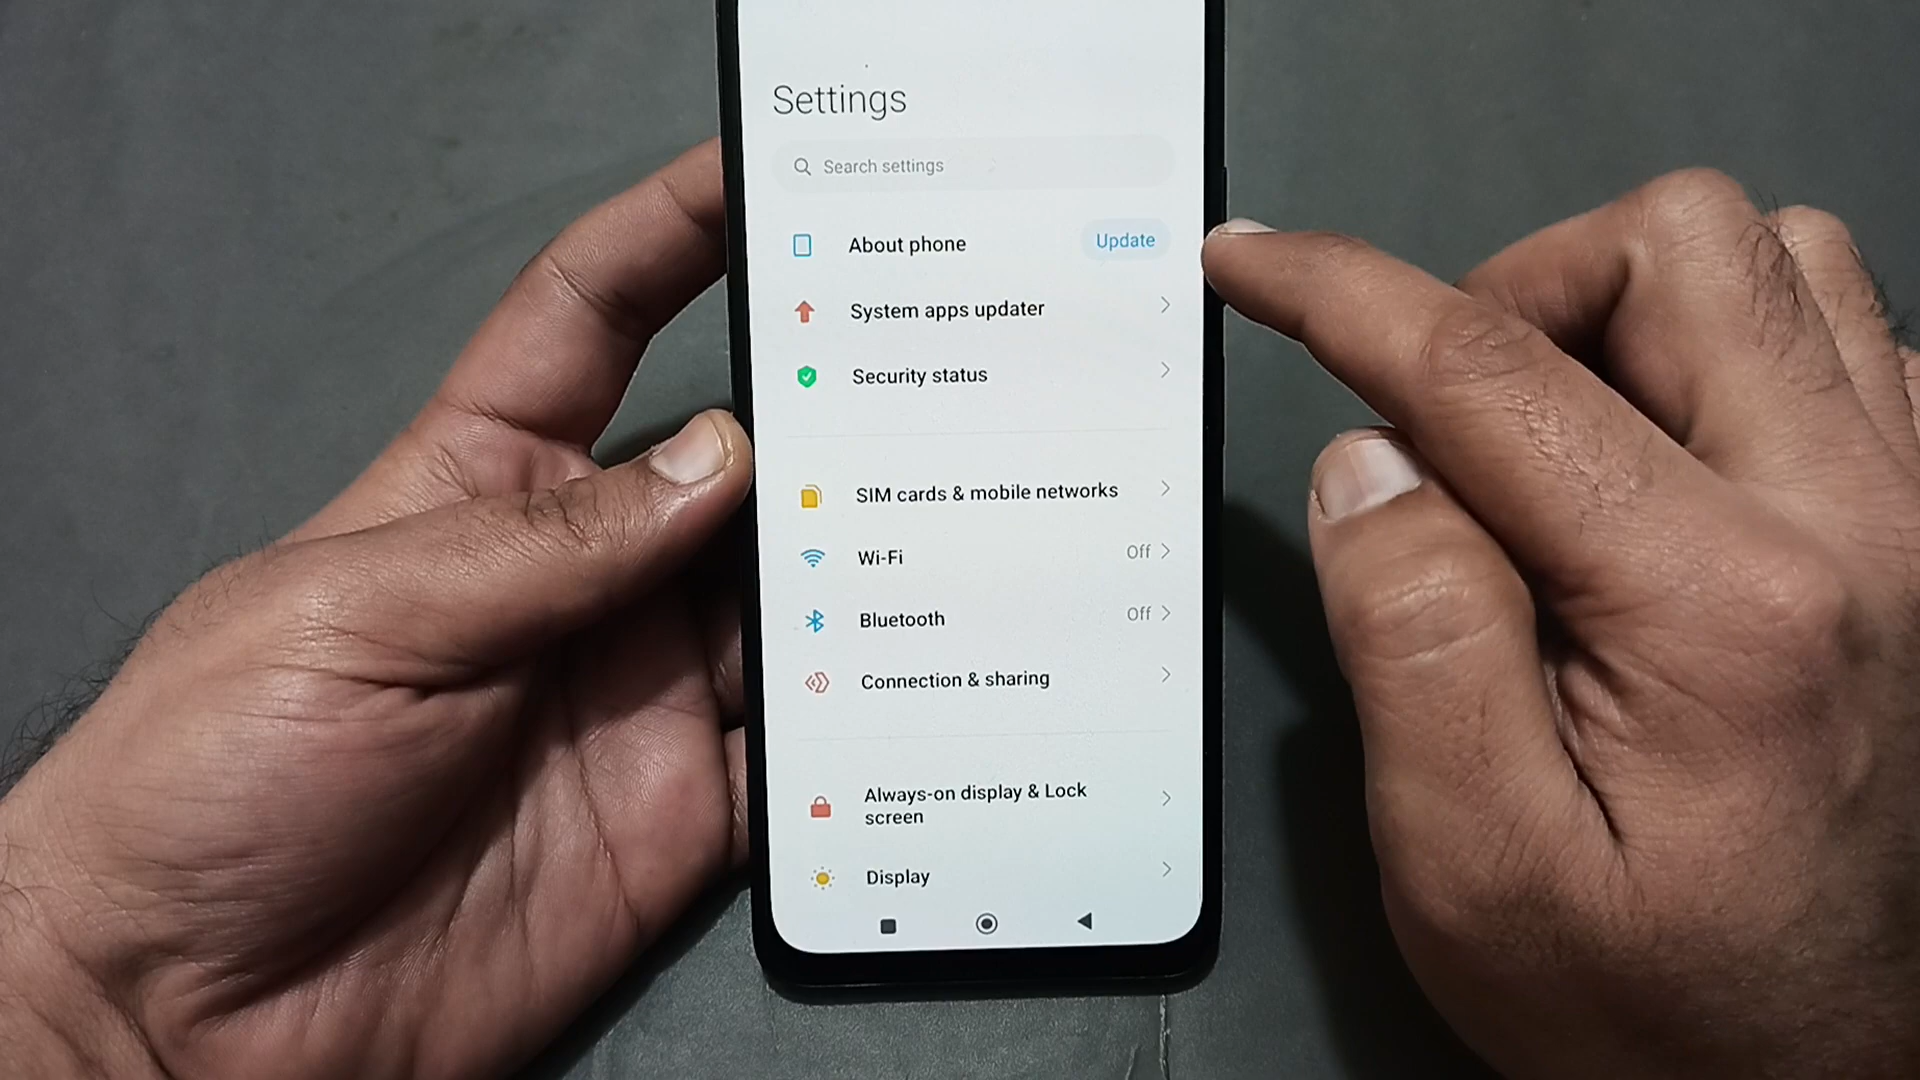 Settings
Search settings
About phone
Update
System apps updater
Security status
SIM cards & mobile networks
Wi-Fi
Off
Bluetooth
Off
Connection & sharing
Always-on display & Lock
screen
Display